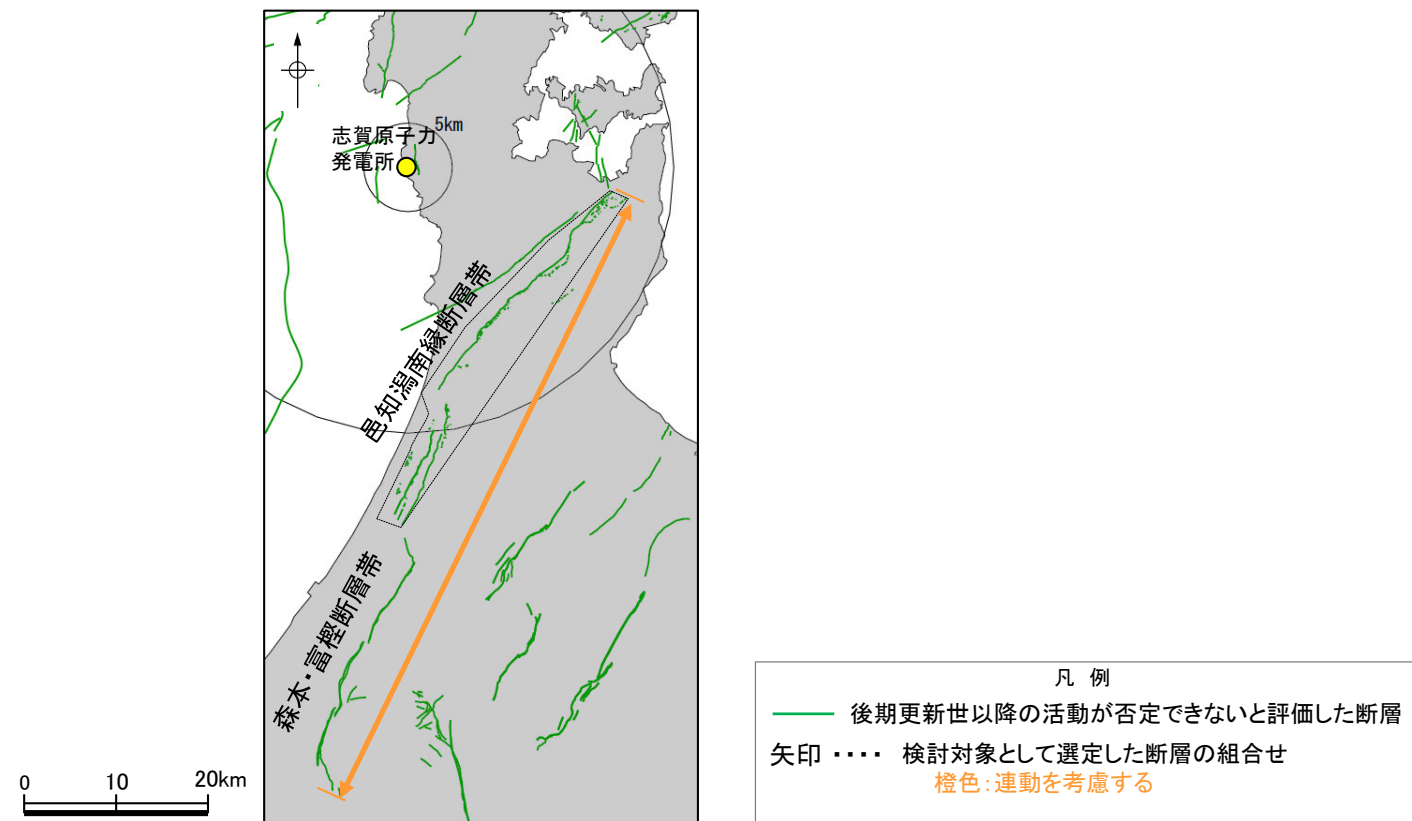 志賀原子力
発電所
5km
邑知潟南縁断層帯
森本・富樫断層帯
0 10 20km
凡 例
後期更新世以降の活動が否定できないと評価した断層
矢印 ・・・・ 検討対象として選定した断層の組合せ
橙色：連動を考慮する